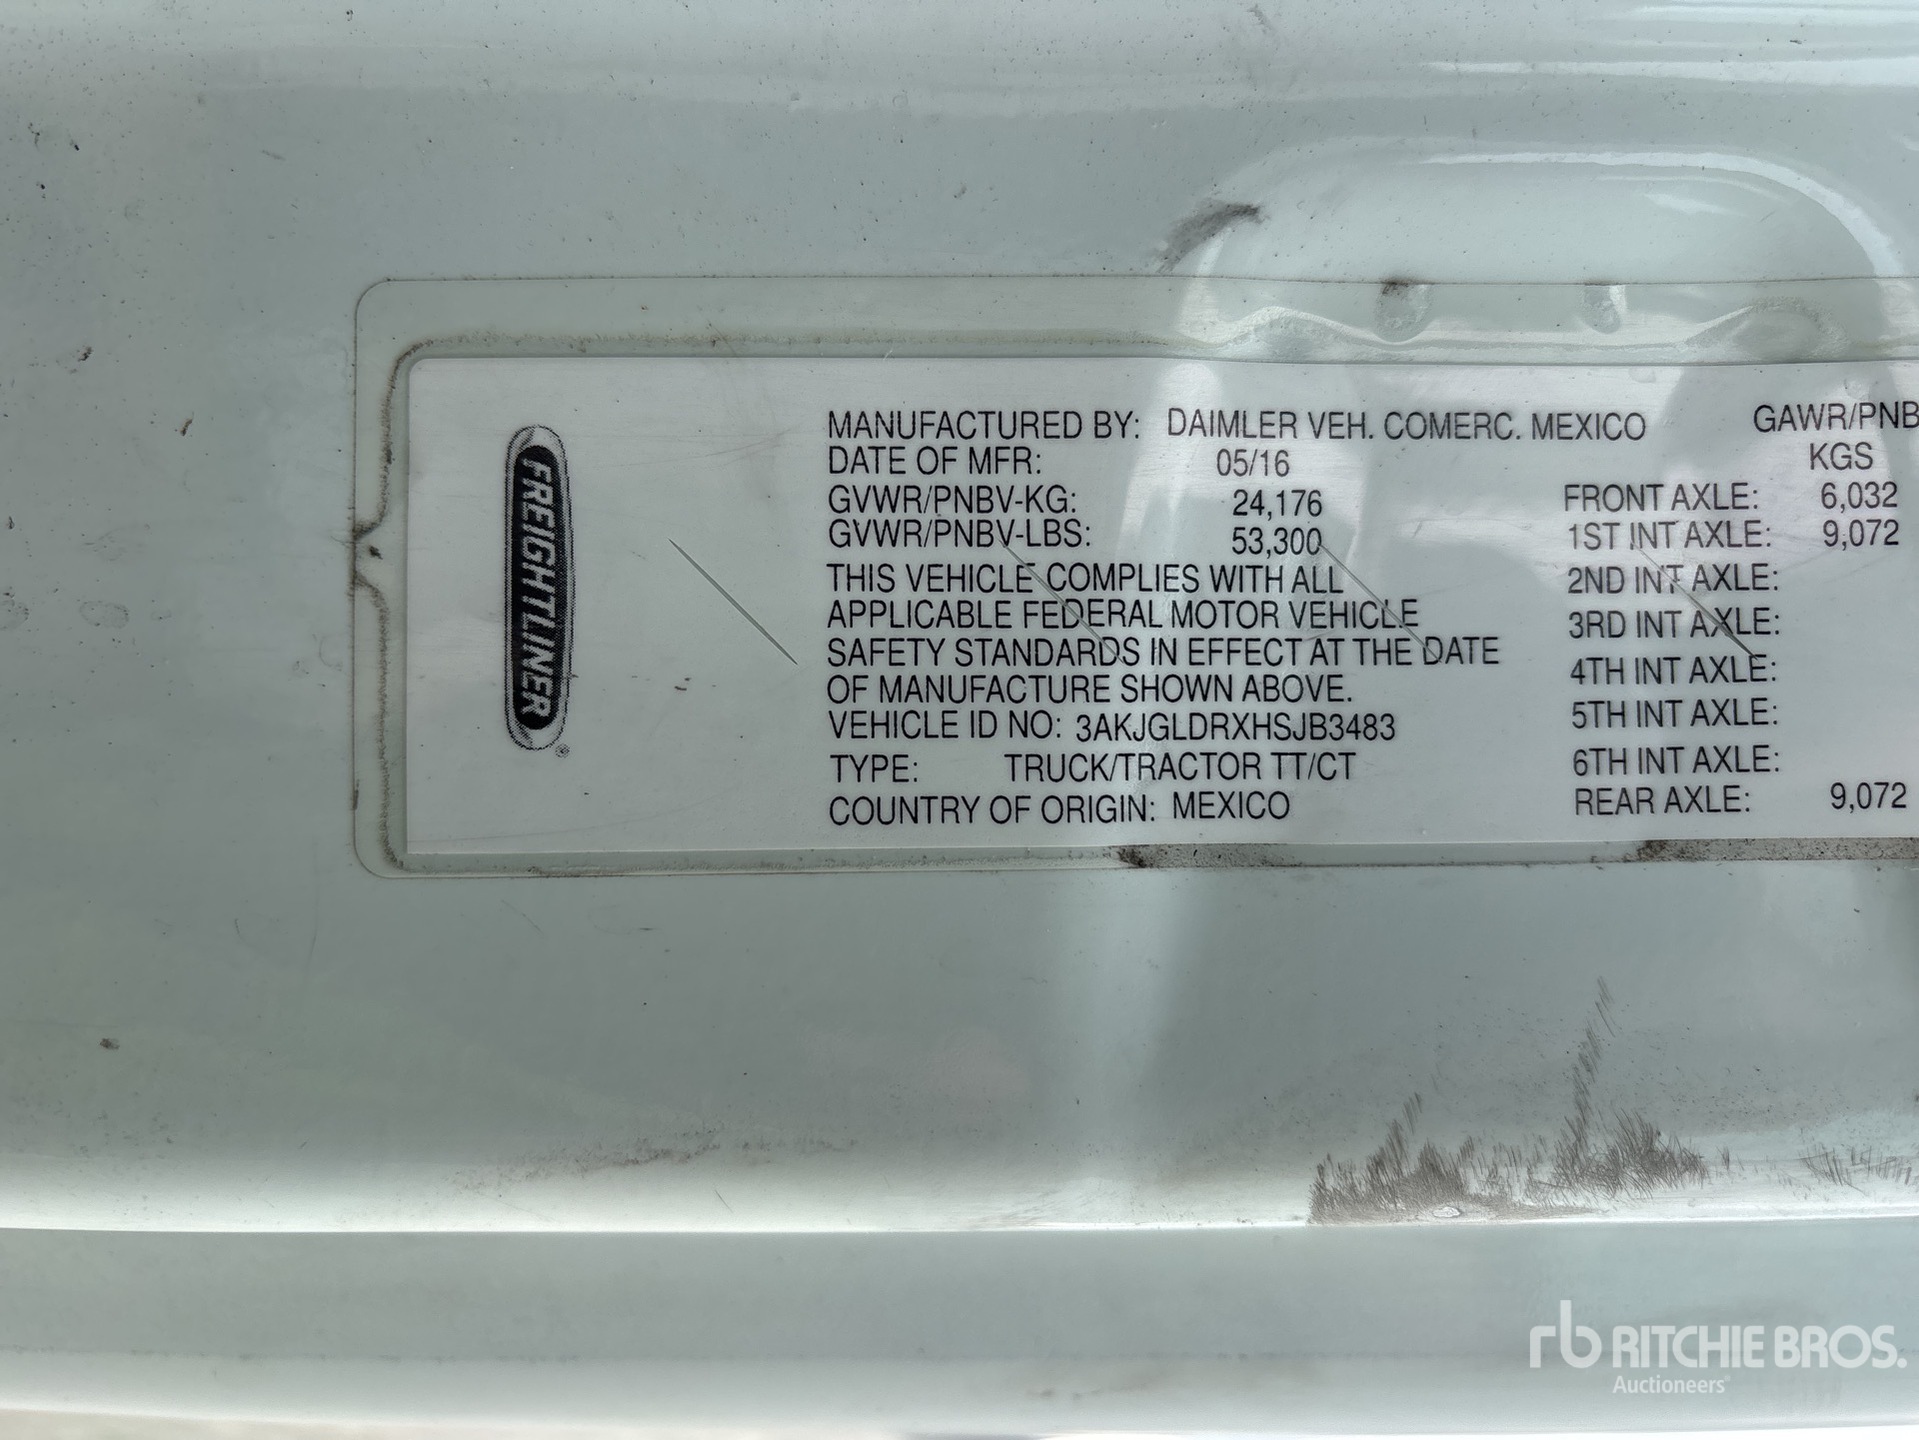 FREIGHTLINER
®
MANUFACTURED BY: DAIMLER VEH. COMERC. MEXICO
DATE OF MFR: 05/16
GVWR/PNBV-KG: 24,176
GVWR/PNBV-LBS: 53,300
THIS VEHICLE COMPLIES WITH ALL
APPLICABLE FEDERAL MOTOR VEHICLE
SAFETY STANDARDS IN EFFECT AT THE DATE
OF MANUFACTURE SHOWN ABOVE.
VEHICLE ID NO: 3AKJGLDRXHSJB3483
TYPE: TRUCK/TRACTOR TT/CT
COUNTRY OF ORIGIN: MEXICO
GAWR/PNB
KGS
FRONT AXLE: 6,032
1ST INT AXLE: 9,072
2ND INT AXLE:
3RD INT AXLE:
4TH INT AXLE:
5TH INT AXLE:
6TH INT AXLE:
REAR AXLE: 9,072
rb RITCHIE BROS.
Auctioneers